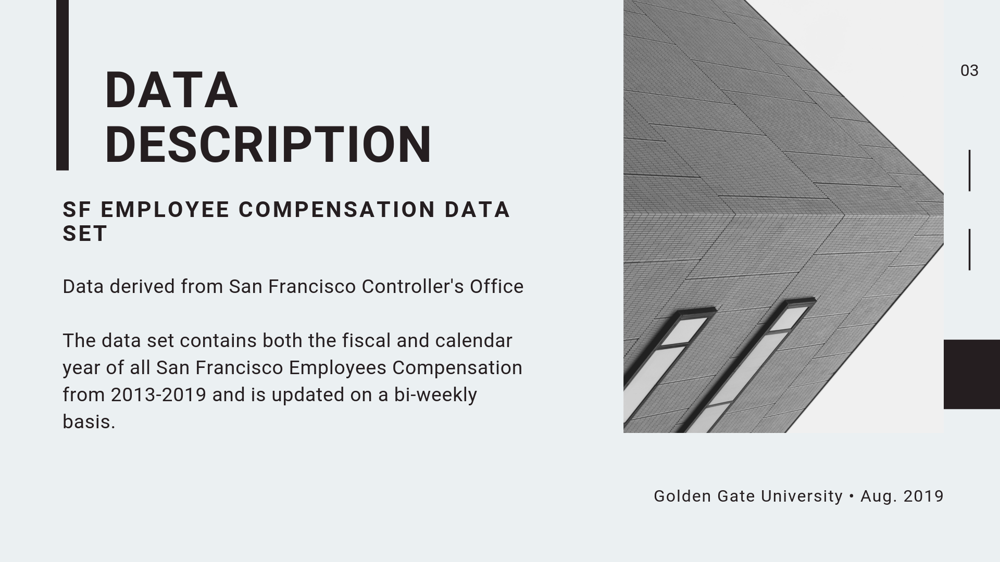 DATA
DESCRIPTION
SF EMPLOYEE COMPENSATION DATA
SET
Data derived from San Francisco Controller's Office
The data set contains both the fiscal and calendar
year of all San Francisco Employees Compensation
from 2013-2019 and is updated on a bi-weekly
basis.
03
Golden Gate University • Aug. 2019